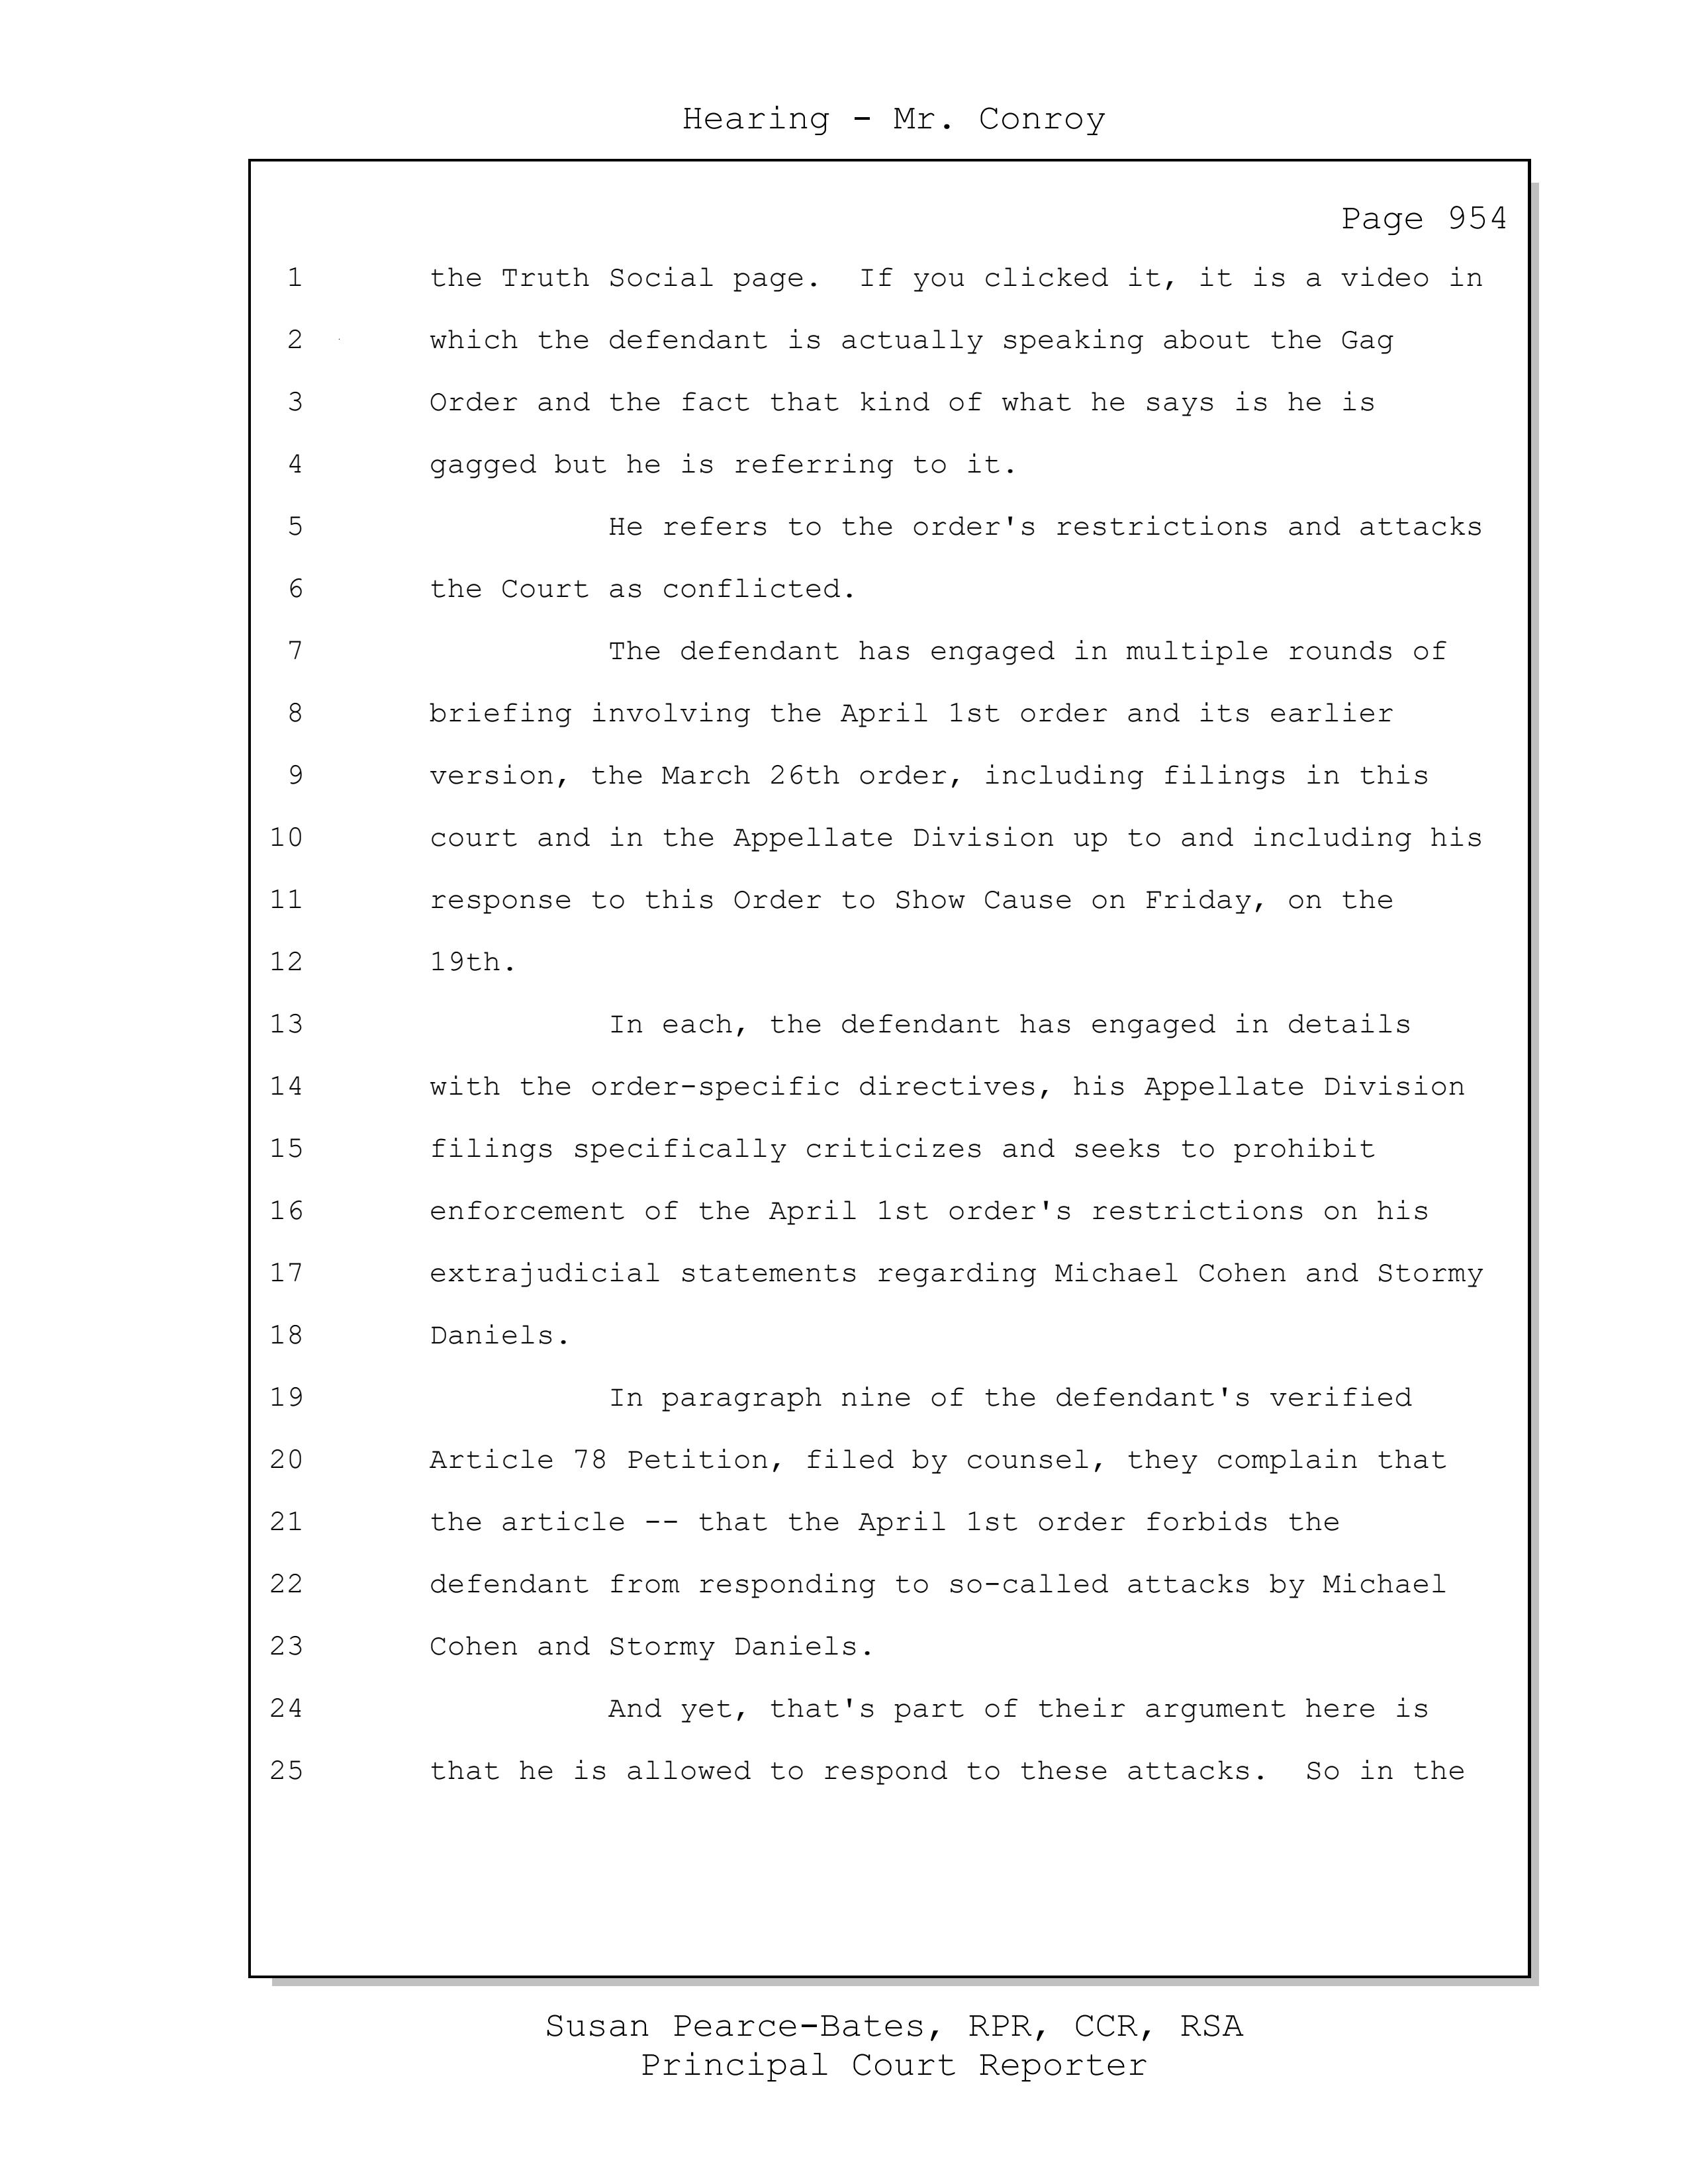 Hearing - Mr. Conroy
Page 954
1 the Truth Social page. If you clicked it, it is a video in
2 which the defendant is actually speaking about the Gag
3 Order and the fact that kind of what he says is he is
4 gagged but he is referring to it.
5 He refers to the order's restrictions and attacks
6 the Court as conflicted.
7 The defendant has engaged in multiple rounds of
8 briefing involving the April 1st order and its earlier
9 version, the March 26th order, including filings in this
10 court and in the Appellate Division up to and including his
11 response to this Order to Show Cause on Friday, on the
12 19th.
13 In each, the defendant has engaged in details
14 with the order-specific directives, his Appellate Division
15 filings specifically criticizes and seeks to prohibit
16 enforcement of the April 1st order's restrictions on his
17 extrajudicial statements regarding Michael Cohen and Stormy
18 Daniels.
19 In paragraph nine of the defendant's verified
20 Article 78 Petition, filed by counsel, they complain that
21 the article -- that the April 1st order forbids the
22 defendant from responding to so-called attacks by Michael
23 Cohen and Stormy Daniels.
24 And yet, that's part of their argument here is
25 that he is allowed to respond to these attacks. So in the
Susan Pearce-Bates, RPR, CCR, RSA
Principal Court Reporter